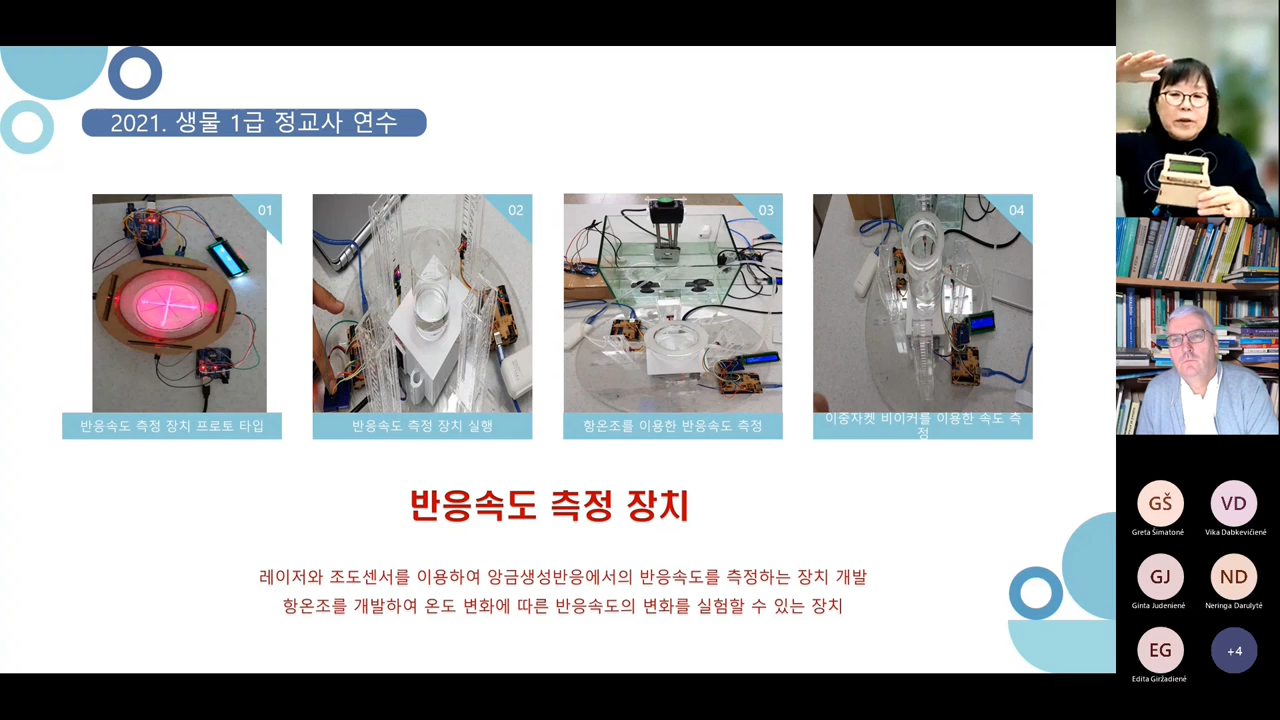 2021. 생물 1급 정교사 연수
01
02
03
04
반응속도 측정 장치 프로토 타입
반응속도 측정 장치 실행
항온조를 이용한 반응속도 측정
이중자켓 비이커를 이용한 속도 측
정
반응속도 측정 장치
레이저와 조도센서를 이용하여 앙금생성반응에서의 반응속도를 측정하는 장치 개발
항온조를 개발하여 온도 변화에 따른 반응속도의 변화를 실험할 수 있는 장치
GŠ
VD
Greta Šimatonė
Vika Dabkevičienė
GJ
ND
Ginta Judenienė
Neringa Darulytė
EG
+4
Edita Giržadienė